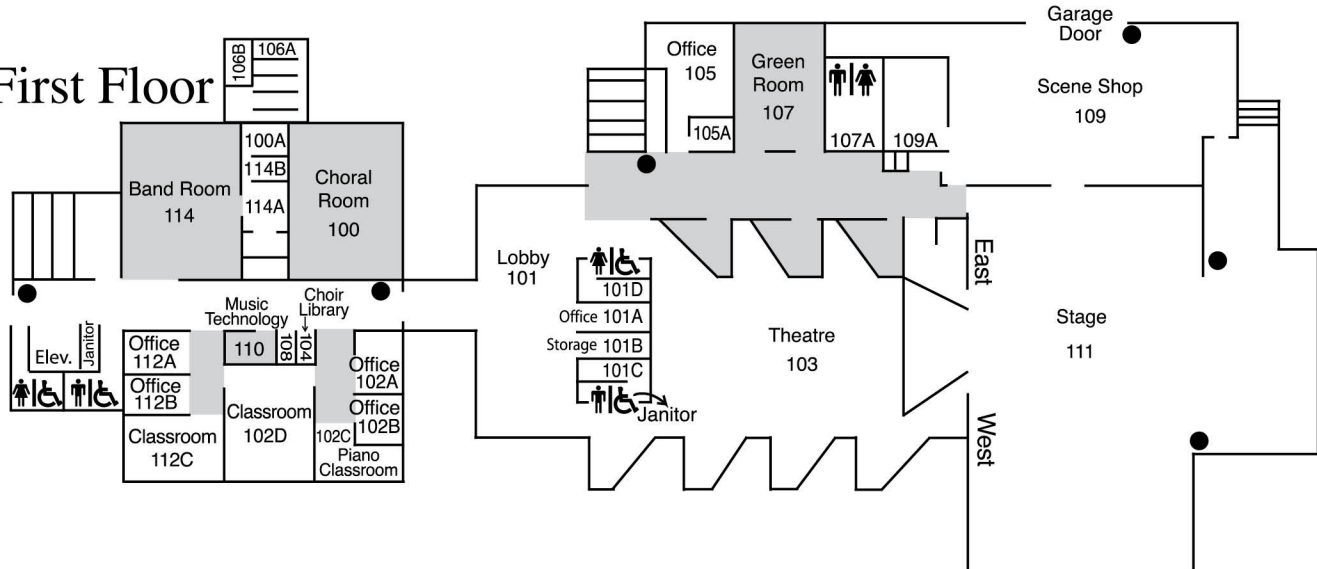 First Floor
106B
106A
100A
114B
114A
Band Room
114
Choral
Room
100
Music
Technology
Choir
Library
110
108
104
Elev.
Janitor
Office
112A
Office
112B
Classroom
112C
Classroom
102D
102C
Piano
Classroom
Office
102A
Office
102B
Lobby
101
101D
Office 101A
Storage 101B
101C
Janitor
Office
105
105A
Green
Room
107
107A
109A
Garage
Door
Scene Shop
109
Theatre
103
East
West
Stage
111